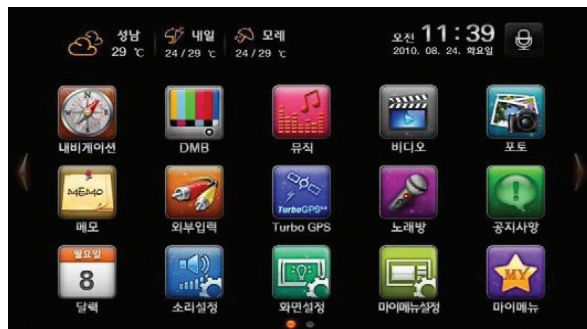 성남 29 ℃
내일 24 / 29 ℃
모레 24 / 29 ℃
오전 11:39
2010. 08. 24. 화요일
내비게이션 DMB 뮤직 비디오 포토
MEMO
TurboGPS++
메모 외부입력 Turbo GPS 노래방 공지사항
월요일
8
MY
달력 소리설정 화면설정 마이메뉴설정 마이메뉴